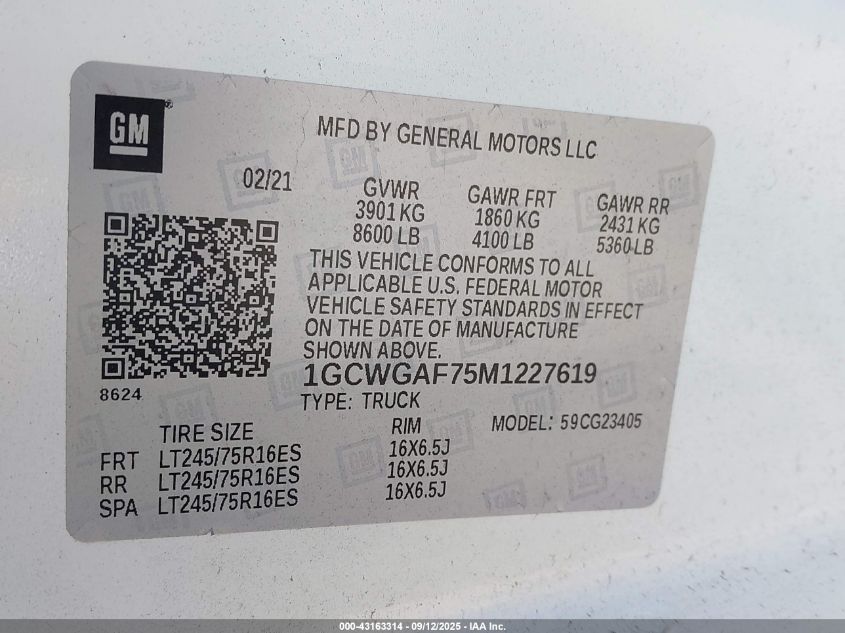 GM®
MFD BY GENERAL MOTORS LLC
02/21
GVWR GAWR FRT GAWR RR
3901 KG 1860 KG 2431 KG
8600 LB 4100 LB 5360 LB
THIS VEHICLE CONFORMS TO ALL
APPLICABLE U.S. FEDERAL MOTOR
VEHICLE SAFETY STANDARDS IN EFFECT
ON THE DATE OF MANUFACTURE
SHOWN ABOVE.
1GCWGAF75M1227619
8624
TYPE: TRUCK
MODEL: 59CG23405
TIRE SIZE RIM
FRT LT245/75R16ES 16X6.5J
RR LT245/75R16ES 16X6.5J
SPA LT245/75R16ES 16X6.5J
000-43163314 - 09/12/2025 - IAA Inc.